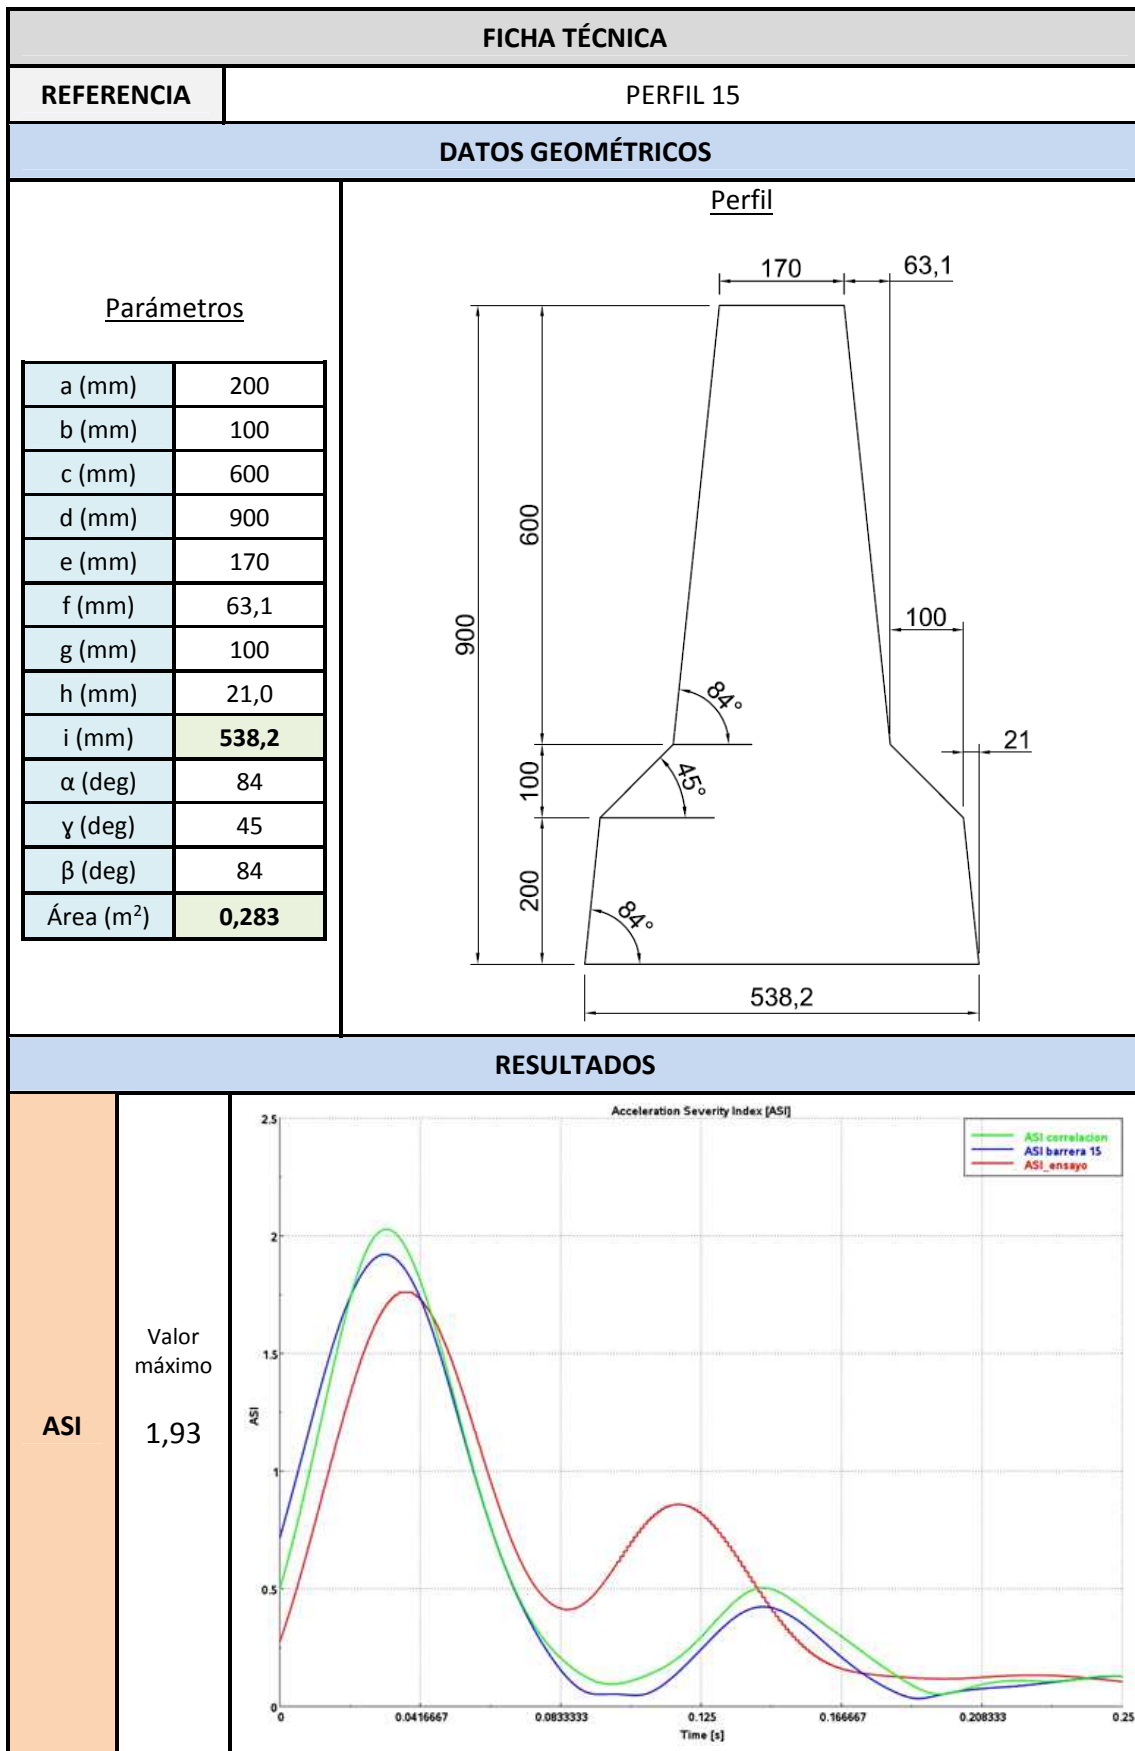 FICHA TÉCNICA
REFERENCIA PERFIL 15
DATOS GEOMÉTRICOS
Parámetros
a (mm) 200
b (mm) 100
c (mm) 600
d (mm) 900
e (mm) 170
f (mm) 63,1
g (mm) 100
h (mm) 21,0
i (mm) 538,2
α (deg) 84
ɣ (deg) 45
β (deg) 84
Área (m²) 0,283
Perfil
170 63,1
600
900
100
84°
21
100
45°
200
84°
538,2
RESULTADOS
ASI
Valor
máximo
1,93
Acceleration Severity Index [ASI]
ASI correlacion
ASI barrera 15
ASI_ensayo
2.5
2
1.5
1
0.5
0
ASI
0 0.0416667 0.0833333 0.125 0.166667 0.208333 0.25
Time [s]